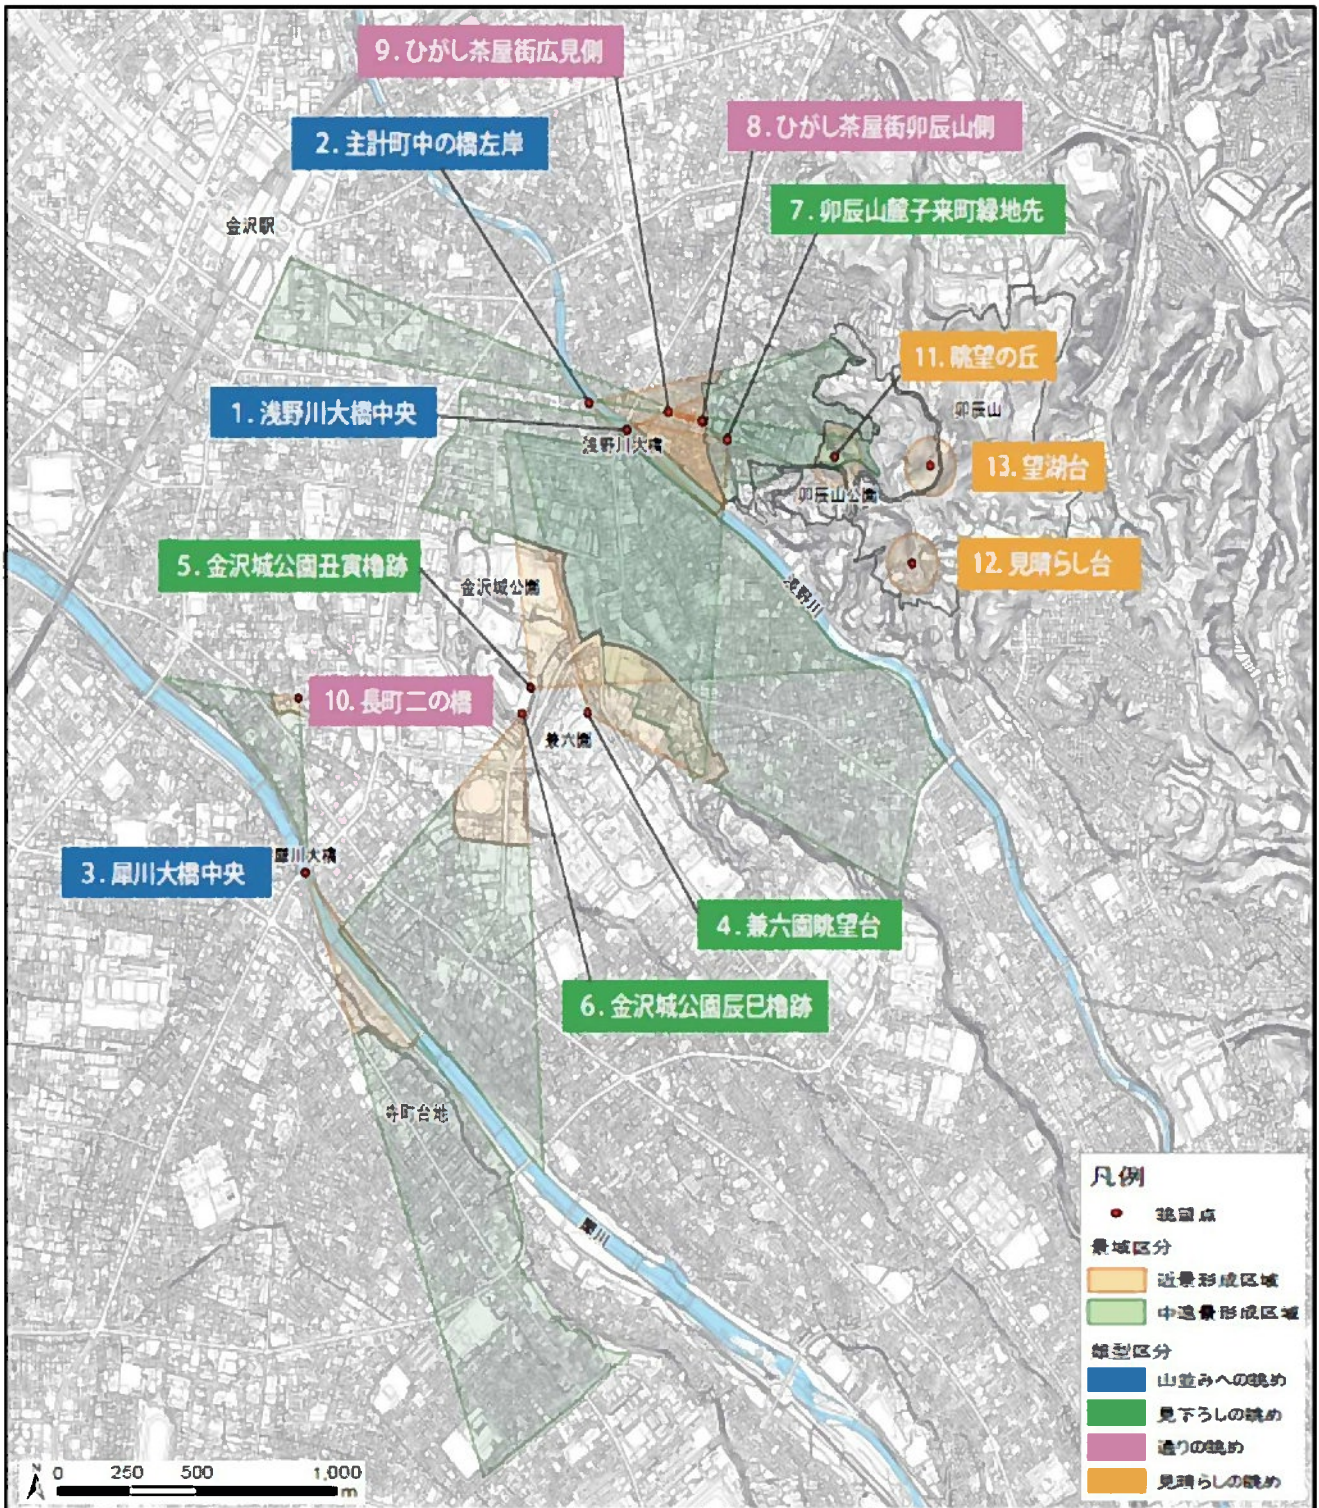 9. ひがし茶屋街広見側
8. ひがし茶屋街卯辰山側
2. 主計町中の橋左岸
7. 卯辰山麓子来町緑地先
金沢駅
11. 眺望の丘
1. 浅野川大橋中央
卯辰山
浅野川大橋
13. 望湖台
卯辰山公園
5. 金沢城公園丑寅櫓跡
金沢城公園
12. 見晴らし台
浅野川
10. 長町二の橋
兼六園
犀川大橋
3. 犀川大橋中央
4. 兼六園眺望台
6. 金沢城公園辰巳櫓跡
寺町台地
犀川
凡例
眺望点
景域区分
近景形成区域
中遠景形成区域
類型区分
山並みへの眺め
見下ろしの眺め
通りの眺め
見晴らしの眺め
N
0 250 500 1,000
m